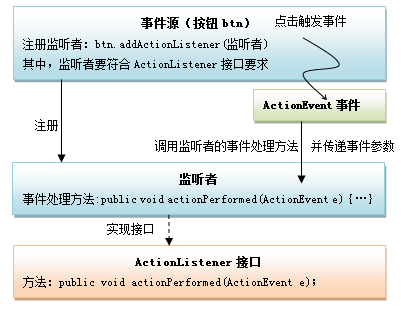 事件源（按钮 btn）
点击触发事件
注册监听者：btn.addActionListener(监听者)
其中，监听者要符合 ActionListener 接口要求
ActionEvent 事件
注册
调用监听者的事件处理方法
并传递事件参数
监听者
事件处理方法:public void actionPerformed(ActionEvent e) {…}
实现接口
ActionListener 接口
方法：public void actionPerformed(ActionEvent e);